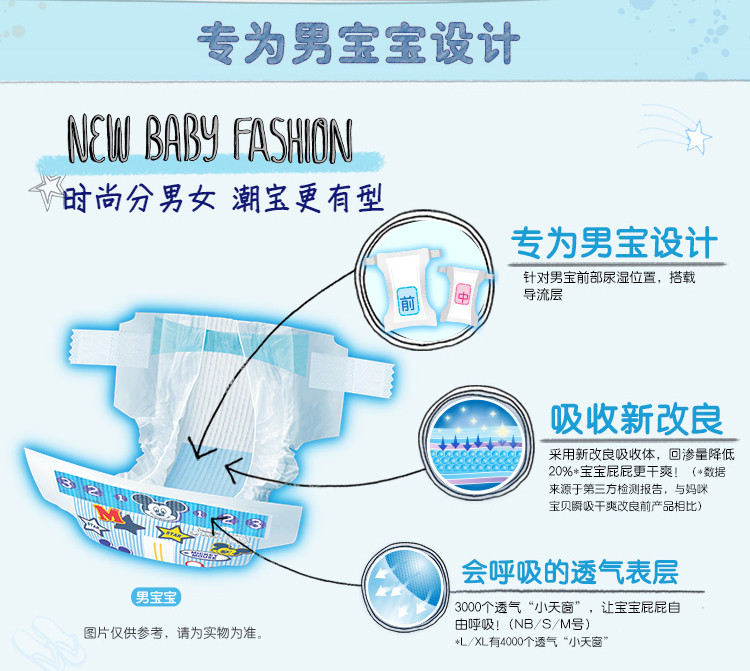 专为男宝宝设计
NEW BABY FASHION
时尚分男女 潮宝更有型
专为男宝设计
针对男宝前部尿湿位置，搭载
导流层
前
中
吸收新改良
采用新改良吸收体，回渗量降低
20%*宝宝屁屁更干爽！（*数据
来源于第三方检测报告，与妈咪
宝贝瞬吸干爽改良前产品相比）
3 2 1 1 2 3
M
STAR
会呼吸的透气表层
3000个透气“小天窗”，让宝宝屁屁自
由呼吸！(NB/S/M号)
*L/XL有4000个透气“小天窗”
男宝宝
图片仅供参考，请为实物为准。